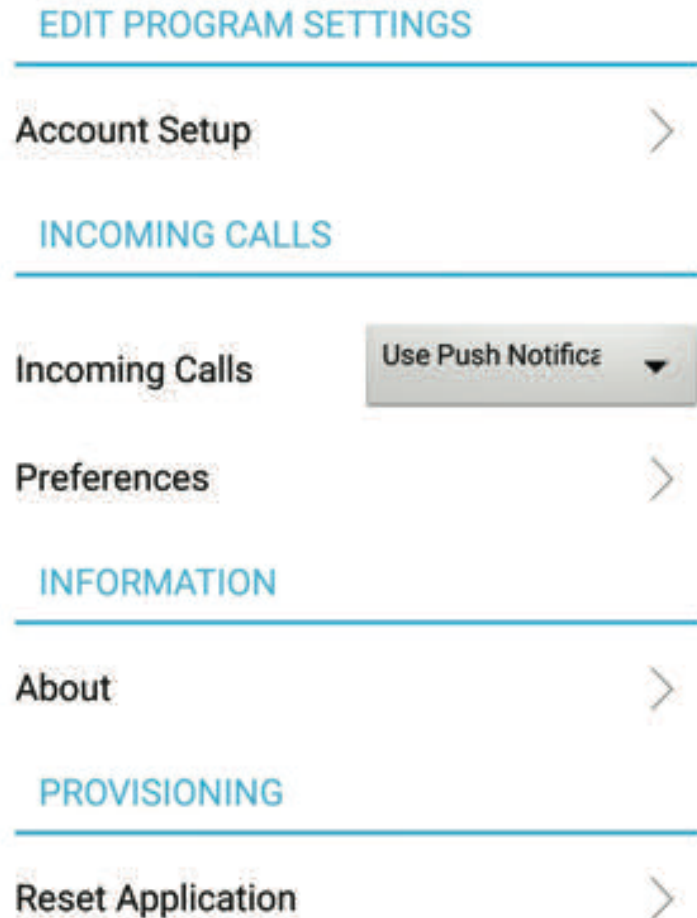 EDIT PROGRAM SETTINGS
Account Setup
INCOMING CALLS
Incoming Calls
Use Push Notifica
Preferences
INFORMATION
About
PROVISIONING
Reset Application